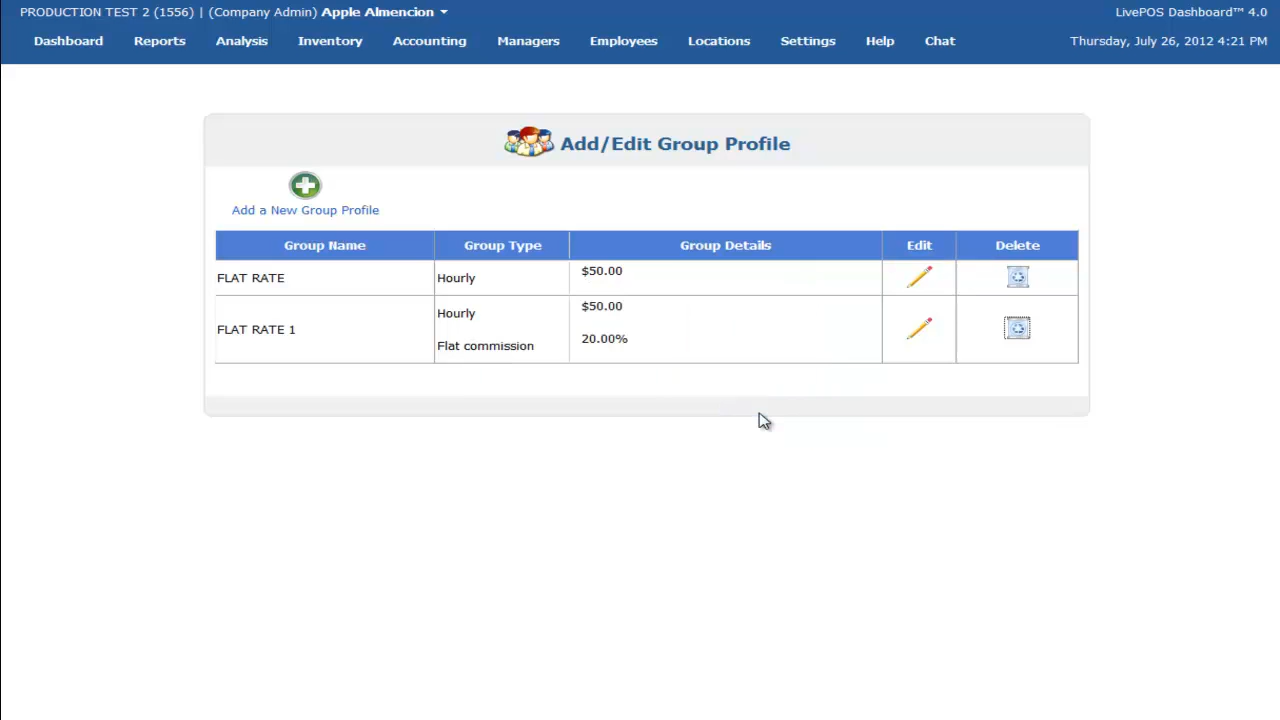 PRODUCTION TEST 2 (1556) | (Company Admin) Apple Almencion
LivePOS Dashboard™ 4.0
Dashboard Reports Analysis Inventory Accounting Managers Employees Locations Settings Help Chat
Thursday, July 26, 2012 4:21 PM
Add/Edit Group Profile
Add a New Group Profile
Group Name Group Type Group Details Edit Delete
FLAT RATE Hourly $50.00
FLAT RATE 1 Hourly $50.00
Flat commission 20.00%